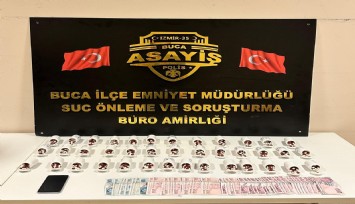 İZMİR-35
BUCA
ASAYİŞ
POLİS
BUCA İLÇE EMNİYET MÜDÜRLÜĞÜ
SUÇ ÖNLEME VE SORUŞTURMA
BÜRO AMİRLİĞİ